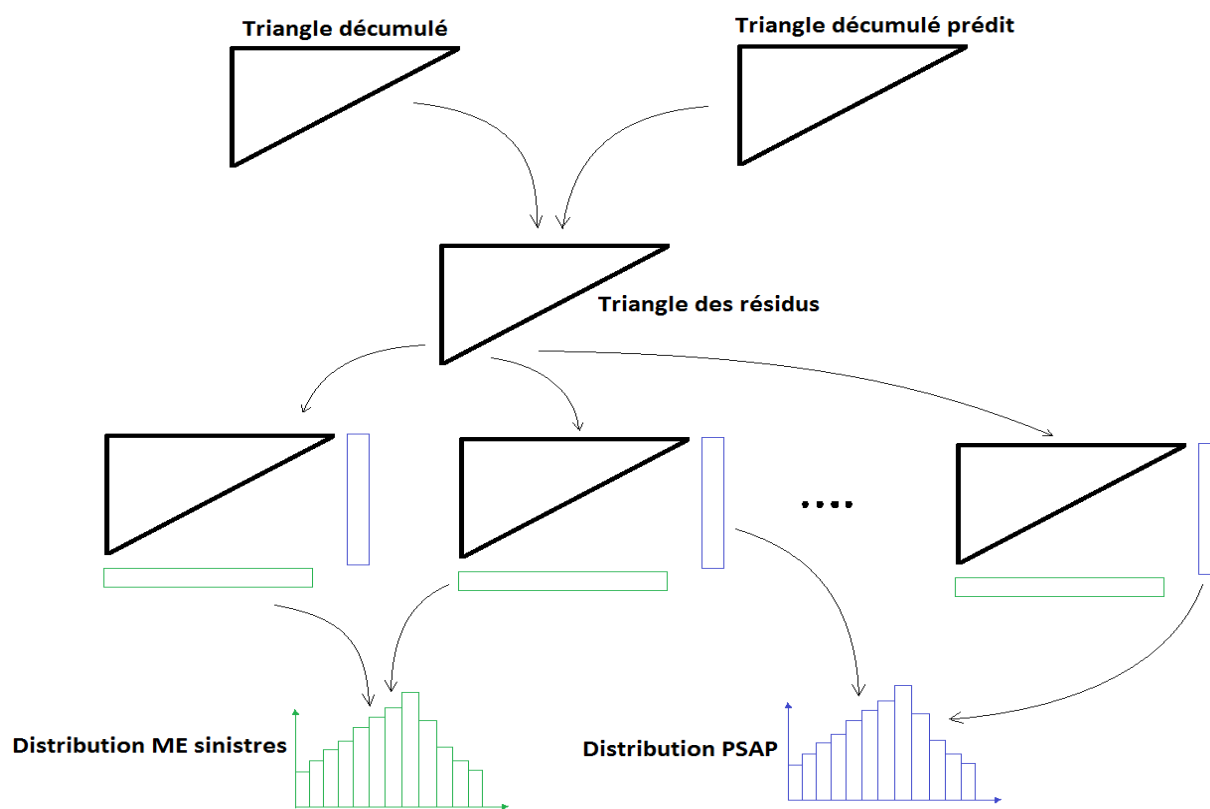 Triangle décumulé
Triangle décumulé prédit
Triangle des résidus
Distribution ME sinistres
Distribution PSAP